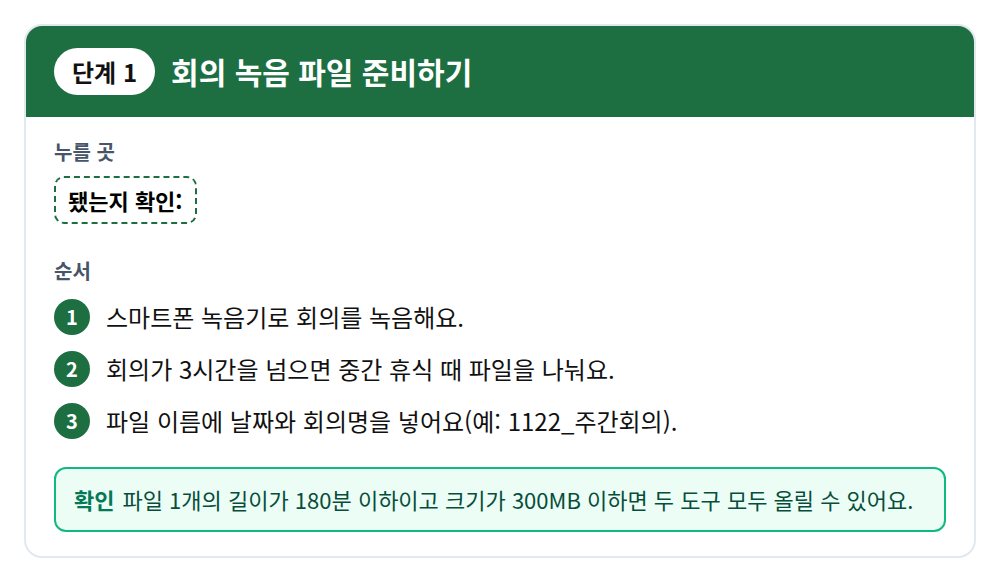 단계 1 회의 녹음 파일 준비하기
누를 곳
됐는지 확인:
순서
1 스마트폰 녹음기로 회의를 녹음해요.
2 회의가 3시간을 넘으면 중간 휴식 때 파일을 나눠요.
3 파일 이름에 날짜와 회의명을 넣어요(예: 1122_주간회의).
확인 파일 1개의 길이가 180분 이하이고 크기가 300MB 이하면 두 도구 모두 올릴 수 있어요.